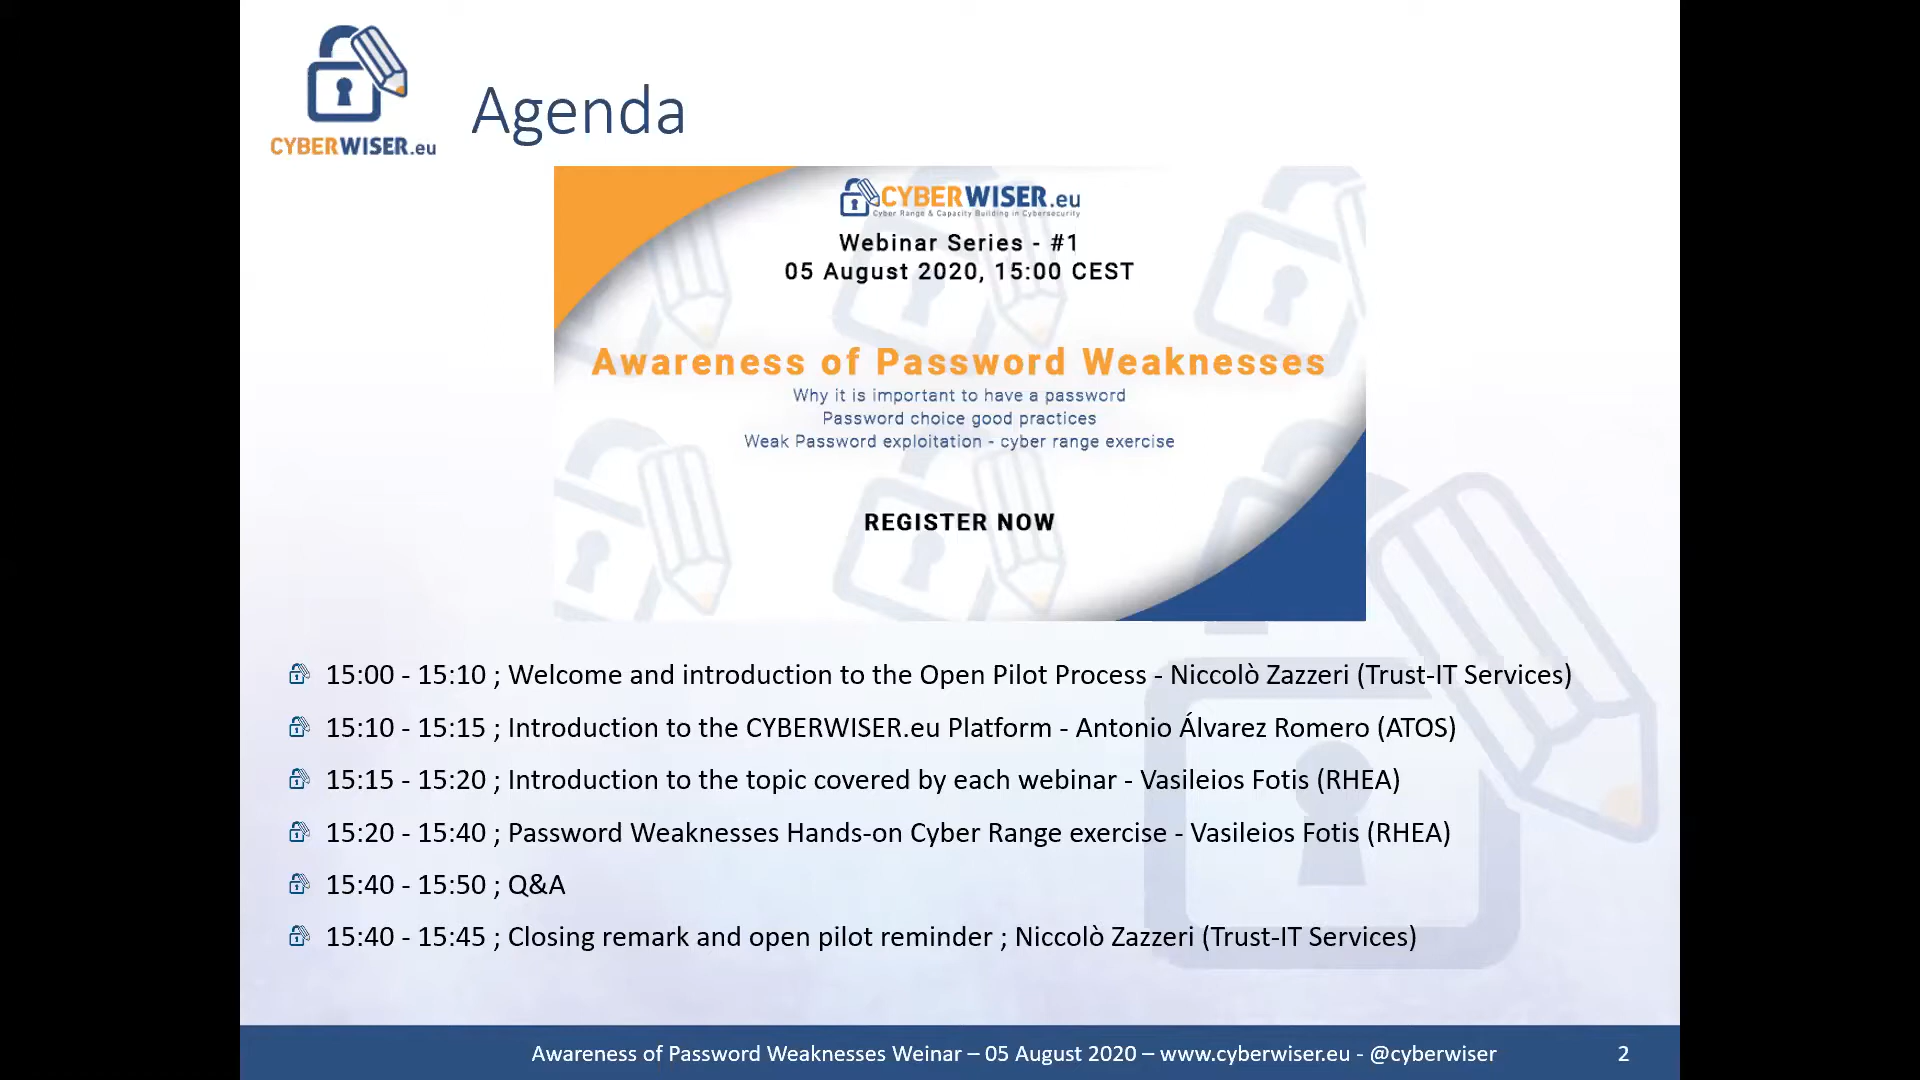 CYBERWISER.eu
Agenda
CYBERWISER.eu
Cyber Range & Capacity Building in Cybersecurity
Webinar Series - #1
05 August 2020, 15:00 CEST
Awareness of Password Weaknesses
Why it is important to have a password
Password choice good practices
Weak Password exploitation - cyber range exercise
REGISTER NOW
15:00 - 15:10 ; Welcome and introduction to the Open Pilot Process - Niccolò Zazzeri (Trust-IT Services)
15:10 - 15:15 ; Introduction to the CYBERWISER.eu Platform - Antonio Álvarez Romero (ATOS)
15:15 - 15:20 ; Introduction to the topic covered by each webinar - Vasileios Fotis (RHEA)
15:20 - 15:40 ; Password Weaknesses Hands-on Cyber Range exercise - Vasileios Fotis (RHEA)
15:40 - 15:50 ; Q&A
15:40 - 15:45 ; Closing remark and open pilot reminder ; Niccolò Zazzeri (Trust-IT Services)
Awareness of Password Weaknesses Weinar – 05 August 2020 – www.cyberwiser.eu - @cyberwiser
2